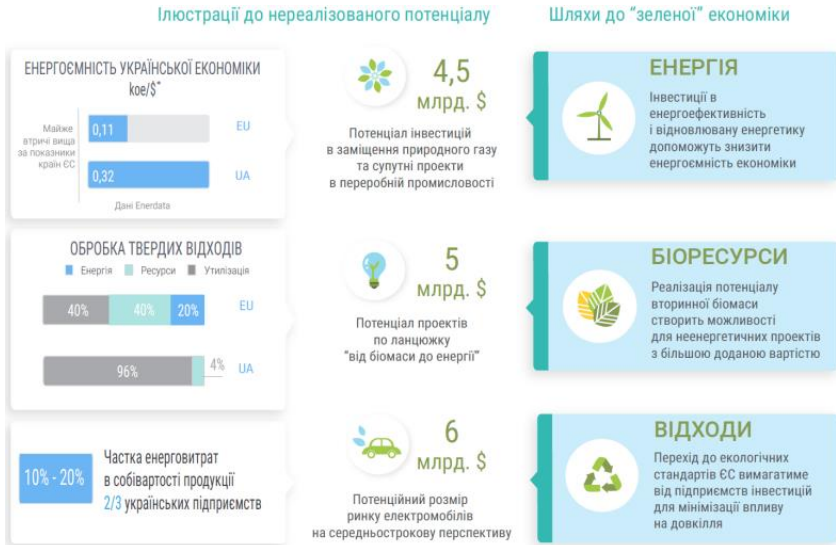 Ілюстрації до нереалізованого потенціалу
Шляхи до “зеленої” економіки
ЕНЕРГОЄМНІСТЬ УКРАЇНСЬКОЇ ЕКОНОМІКИ
koe/$*
Майже
втричі вища
за показники
країн ЄС
0,11
EU
0,32
UA
Дані Enerdata
4,5
млрд. $
Потенціал інвестицій
в заміщення природного газу
та супутні проекти
в переробній промисловості
ЕНЕРГІЯ
Інвестиції в
енергоефективність
і відновлювану енергетику
допоможуть знизити
енергоємність економіки
ОБРОБКА ТВЕРДИХ ВІДХОДІВ
Енергія Ресурси Утилізація
40% 40% 20% EU
96% 4% UA
5
млрд. $
Потенціал проектів
по ланцюжку
“від біомаси до енергії”
БІОРЕСУРСИ
Реалізація потенціалу
вторинної біомаси
створить можливості
для неенергетичних проектів
з більшою доданою вартістю
10% - 20%
Частка енерговитрат
в собівартості продукції
2/3 українських підприємств
6
млрд. $
Потенційний розмір
ринку електромобілів
на середньострокову перспективу
ВІДХОДИ
Перехід до екологічних
стандартів ЄС вимагатиме
від підприємств інвестицій
для мінімізації впливу
на довкілля